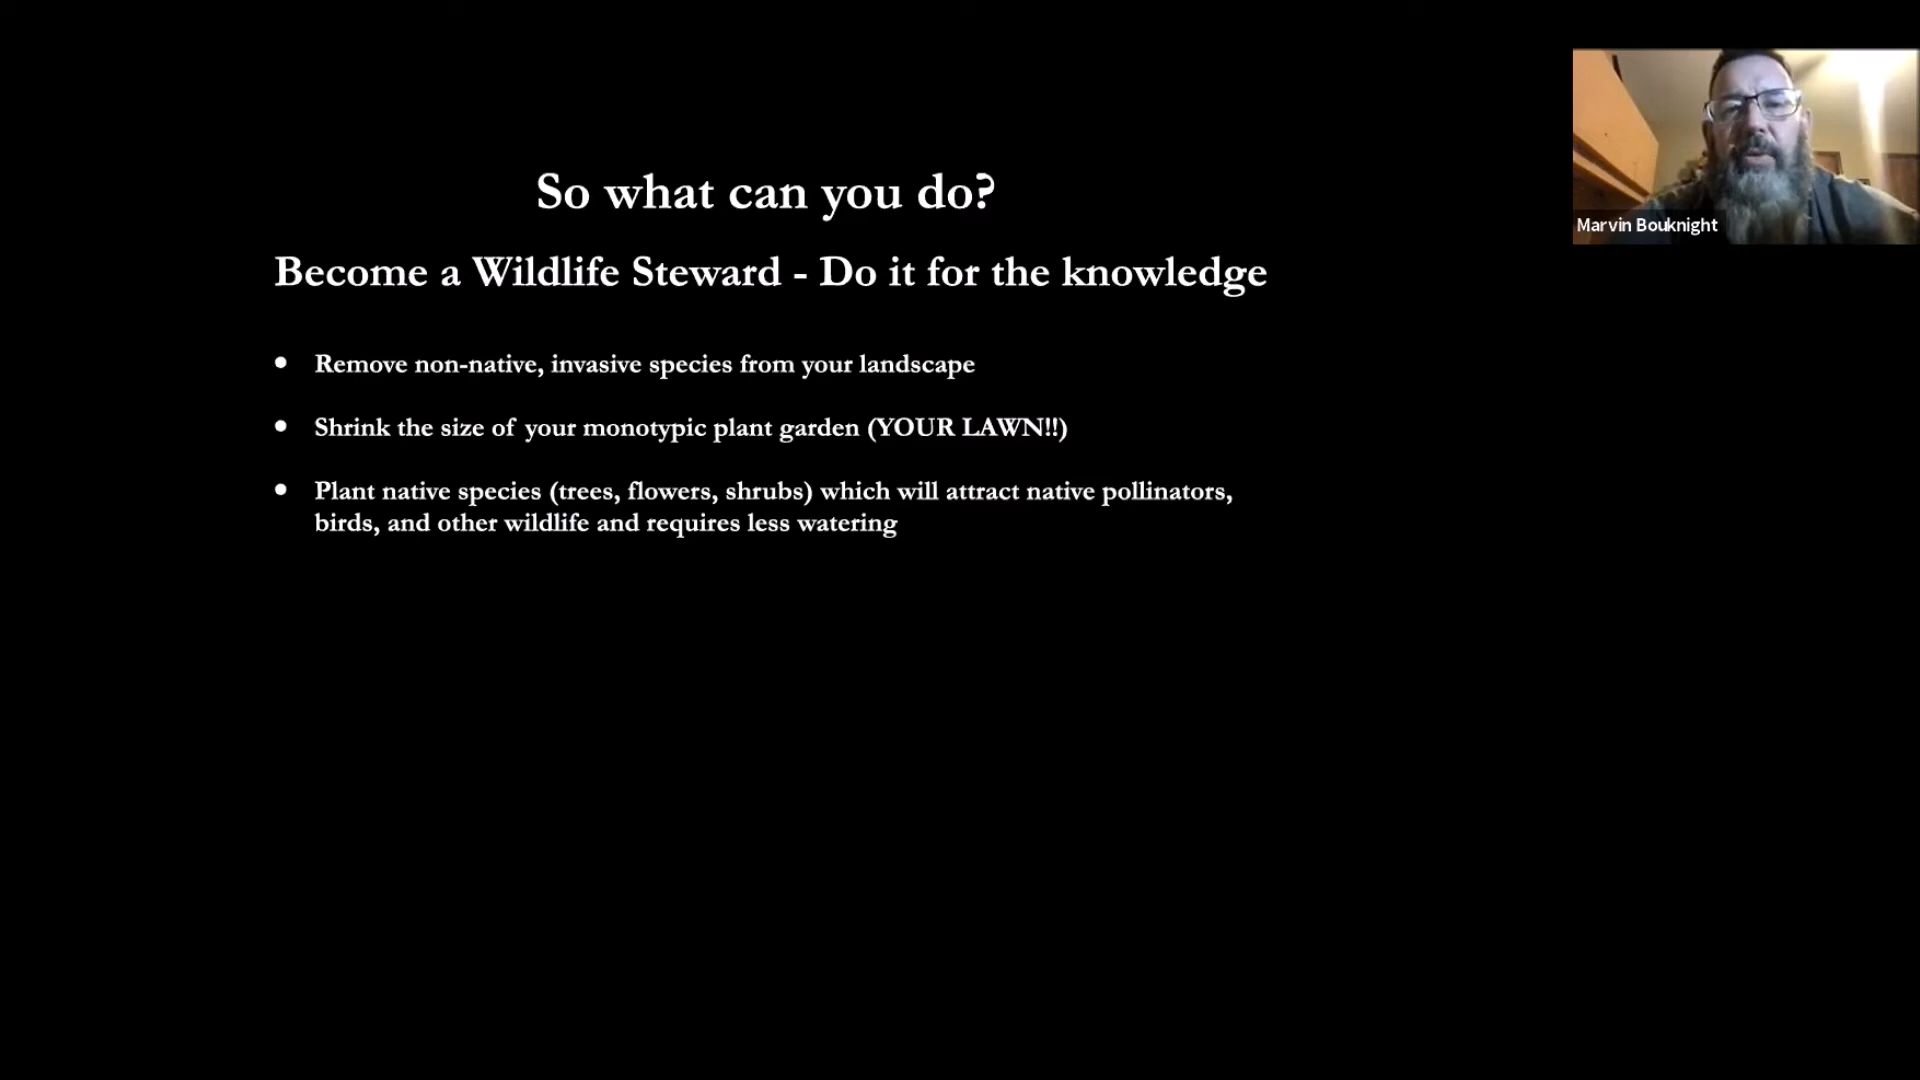 So what can you do?
Become a Wildlife Steward - Do it for the knowledge
• Remove non-native, invasive species from your landscape
• Shrink the size of your monotypic plant garden (YOUR LAWN!!)
• Plant native species (trees, flowers, shrubs) which will attract native pollinators,
birds, and other wildlife and requires less watering
Marvin Bouknight